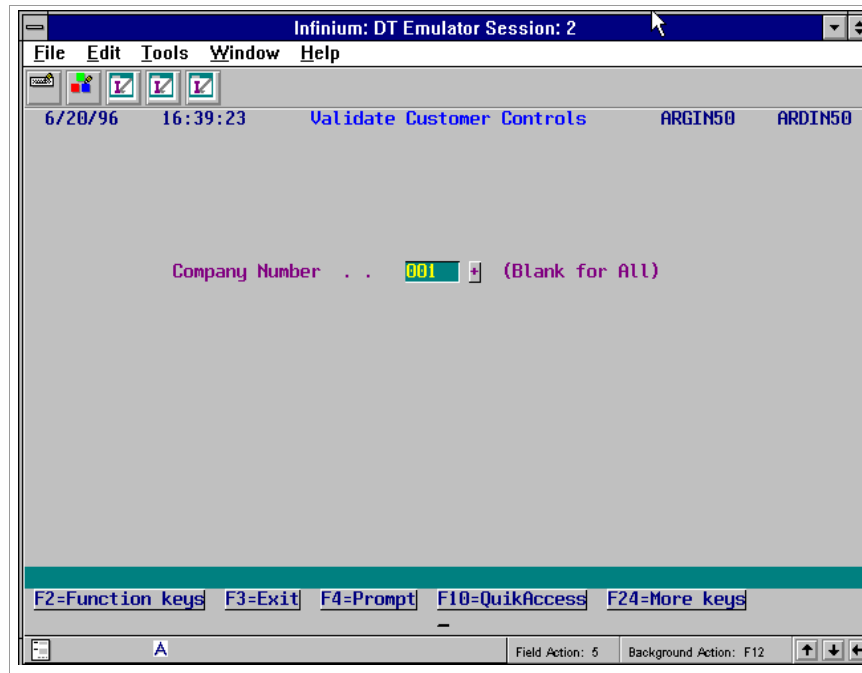 Infinium: DT Emulator Session: 2
File Edit Tools Window Help
6/20/96 16:39:23 Validate Customer Controls ARGIN50 ARDIN50
Company Number . . 001 + (Blank for All)
F2=Function keys F3=Exit F4=Prompt F10=QuikAccess F24=More keys
A Field Action: 5 Background Action: F12